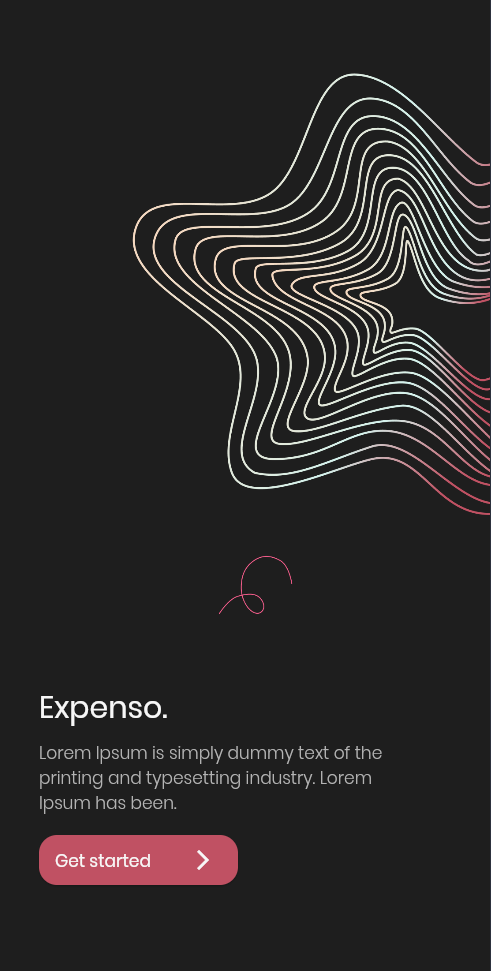 Expenso.
Lorem Ipsum is simply dummy text of the
printing and typesetting industry. Lorem
Ipsum has been.
Get started